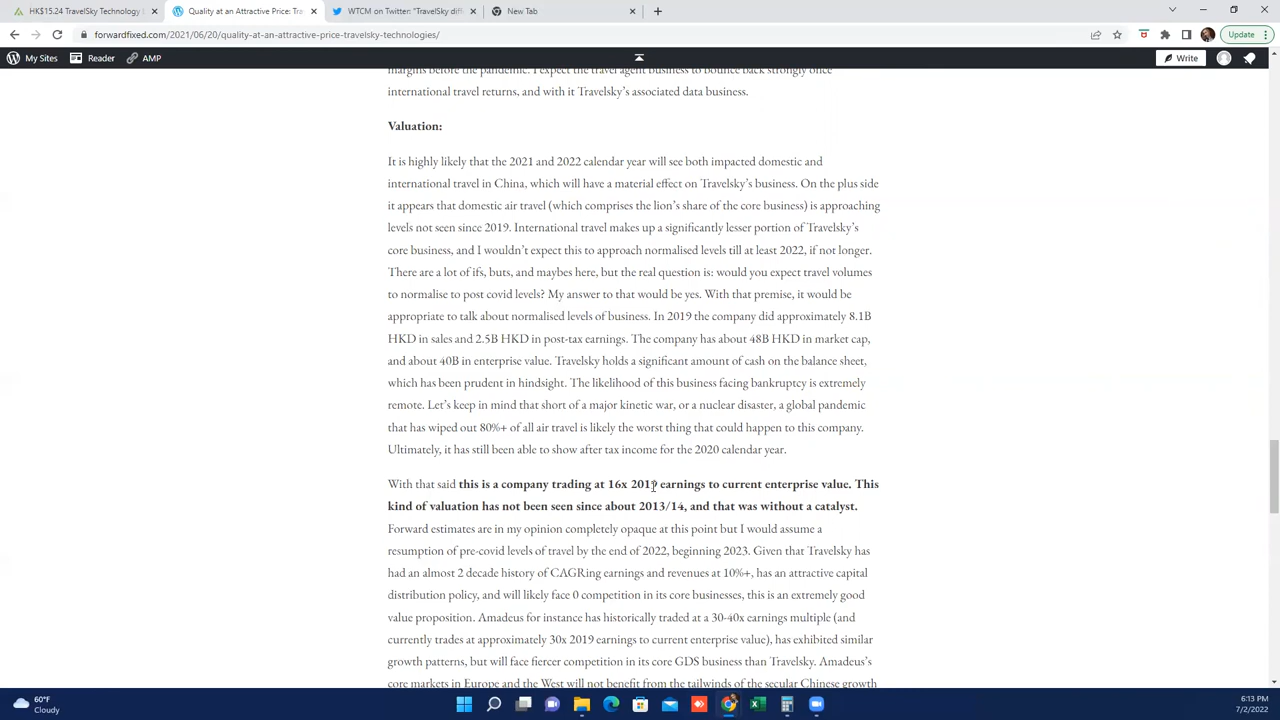 HK$15.24 TravelSky Technology
Quality at an Attractive Price: Tra
WTCM on Twitter: "TravelSky diff
New Tab
forwardfixed.com/2021/06/20/quality-at-an-attractive-price-travelsky-technologies/
Update
My Sites
Reader
AMP
Write
margins before the pandemic. I expect the travel agent business to bounce back strongly once
international travel returns, and with it Travelsky's associated data business.
Valuation:
It is highly likely that the 2021 and 2022 calendar year will see both impacted domestic and
international travel in China, which will have a material effect on Travelsky's business. On the plus side
it appears that domestic air travel (which comprises the lion's share of the core business) is approaching
levels not seen since 2019. International travel makes up a significantly lesser portion of Travelsky's
core business, and I wouldn't expect this to approach normalised levels till at least 2022, if not longer.
There are a lot of ifs, buts, and maybes here, but the real question is: would you expect travel volumes
to normalise to post covid levels? My answer to that would be yes. With that premise, it would be
appropriate to talk about normalised levels of business. In 2019 the company did approximately 8.1B
HKD in sales and 2.5B HKD in post-tax earnings. The company has about 48B HKD in market cap,
and about 40B in enterprise value. Travelsky holds a significant amount of cash on the balance sheet,
which has been prudent in hindsight. The likelihood of this business facing bankruptcy is extremely
remote. Let's keep in mind that short of a major kinetic war, or a nuclear disaster, a global pandemic
that has wiped out 80%+ of all air travel is likely the worst thing that could happen to this company.
Ultimately, it has still been able to show after tax income for the 2020 calendar year.
With that said this is a company trading at 16x 2019 earnings to current enterprise value. This
kind of valuation has not been seen since about 2013/14, and that was without a catalyst.
Forward estimates are in my opinion completely opaque at this point but I would assume a
resumption of pre-covid levels of travel by the end of 2022, beginning 2023. Given that Travelsky has
had an almost 2 decade history of CAGRing earnings and revenues at 10%+, has an attractive capital
distribution policy, and will likely face 0 competition in its core businesses, this is an extremely good
value proposition. Amadeus for instance has historically traded at a 30-40x earnings multiple (and
currently trades at approximately 30x 2019 earnings to current enterprise value), has exhibited similar
growth patterns, but will face fiercer competition in its core GDS business than Travelsky. Amadeus's
core markets in Europe and the West will not benefit from the tailwinds of the secular Chinese growth
60°F
Cloudy
6:13 PM
7/2/2022